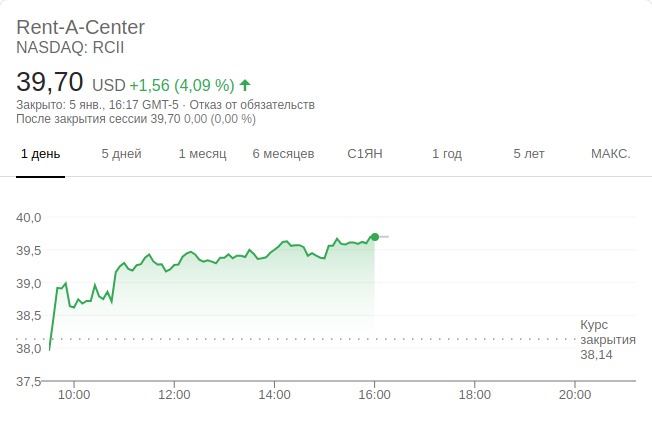 Rent-A-Center
NASDAQ: RCII
39,70 USD +1,56 (4,09 %)
Закрыто: 5 янв., 16:17 GMT-5 · Отказ от обязательств
После закрытия сессии 39,70 0,00 (0,00 %)
1 день 5 дней 1 месяц 6 месяцев С1ЯН 1 год 5 лет МАКС.
40,0
39,5
39,0
38,5
38,0
37,5
Курс
закрытия
38,14
10:00 12:00 14:00 16:00 18:00 20:00